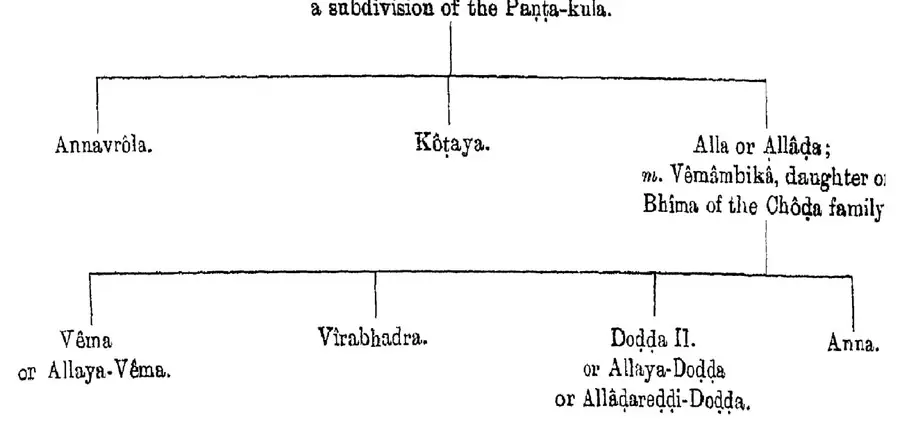 a subdivision of the Paṇṭa-kula.
Annavrôla.
Kôṭaya.
Alla or Allâḍa;
m. Vêmâmbikâ, daughter o
Bhîma of the Chôḍa family
Vêma
or Allaya-Vêma.
Vîrabhadra.
Doḍḍa II.
or Allaya-Doḍḍa
or Allâḍareḍḍi-Doḍḍa.
Anna.